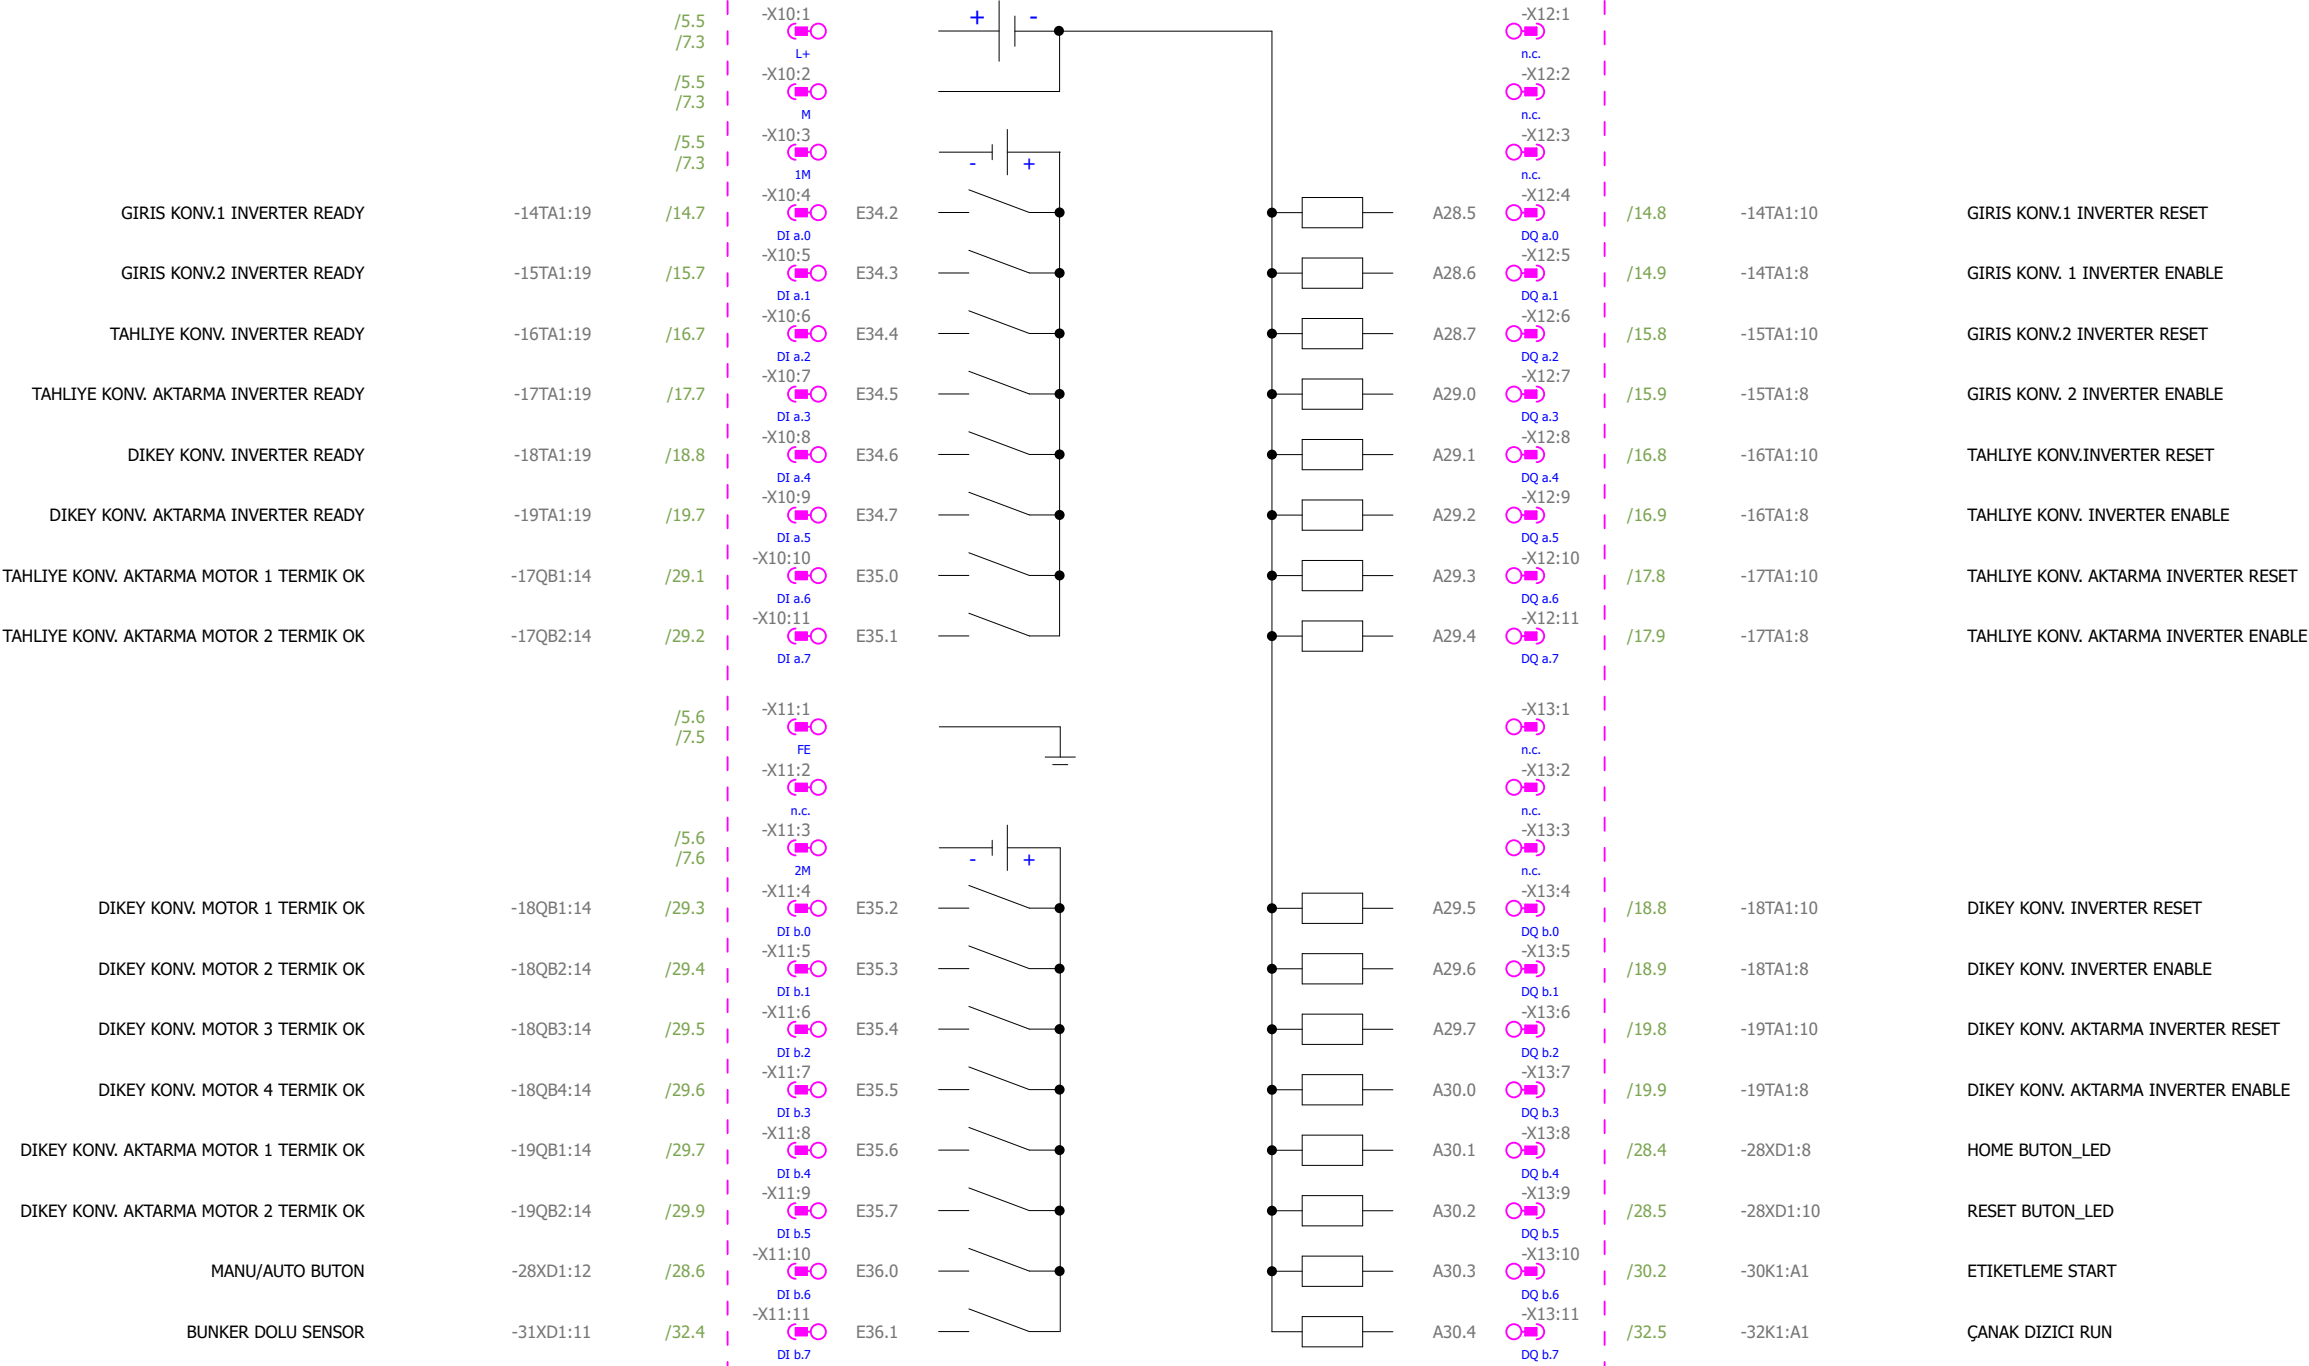 /5.5 -X10:1 + - -X12:1
/7.3
L+ n.c.
/5.5 -X10:2 -X12:2
/7.3
M n.c.
/5.5 -X10:3 -X12:3
/7.3 - +
1M n.c.
-X10:4 -X12:4
GIRIS KONV.1 INVERTER READY -14TA1:19 /14.7 E34.2 A28.5 /14.8 -14TA1:10 GIRIS KONV.1 INVERTER RESET
DI a.0 DQ a.0
-X10:5 -X12:5
GIRIS KONV.2 INVERTER READY -15TA1:19 /15.7 E34.3 A28.6 /14.9 -14TA1:8 GIRIS KONV. 1 INVERTER ENABLE
DI a.1 DQ a.1
-X10:6 -X12:6
TAHLIYE KONV. INVERTER READY -16TA1:19 /16.7 E34.4 A28.7 /15.8 -15TA1:10 GIRIS KONV.2 INVERTER RESET
DI a.2 DQ a.2
-X10:7 -X12:7
TAHLIYE KONV. AKTARMA INVERTER READY -17TA1:19 /17.7 E34.5 A29.0 /15.9 -15TA1:8 GIRIS KONV. 2 INVERTER ENABLE
DI a.3 DQ a.3
-X10:8 -X12:8
DIKEY KONV. INVERTER READY -18TA1:19 /18.8 E34.6 A29.1 /16.8 -16TA1:10 TAHLIYE KONV.INVERTER RESET
DI a.4 DQ a.4
-X10:9 -X12:9
DIKEY KONV. AKTARMA INVERTER READY -19TA1:19 /19.7 E34.7 A29.2 /16.9 -16TA1:8 TAHLIYE KONV. INVERTER ENABLE
DI a.5 DQ a.5
-X10:10 -X12:10
TAHLIYE KONV. AKTARMA MOTOR 1 TERMIK OK -17QB1:14 /29.1 E35.0 A29.3 /17.8 -17TA1:10 TAHLIYE KONV. AKTARMA INVERTER RESET
DI a.6 DQ a.6
-X10:11 -X12:11
TAHLIYE KONV. AKTARMA MOTOR 2 TERMIK OK -17QB2:14 /29.2 E35.1 A29.4 /17.9 -17TA1:8 TAHLIYE KONV. AKTARMA INVERTER ENABLE
DI a.7 DQ a.7
/5.6 -X11:1 -X13:1
/7.5
FE n.c.
-X11:2 -X13:2
n.c. n.c.
/5.6 -X11:3 -X13:3
/7.6 - +
2M n.c.
-X11:4 -X13:4
DIKEY KONV. MOTOR 1 TERMIK OK -18QB1:14 /29.3 E35.2 A29.5 /18.8 -18TA1:10 DIKEY KONV. INVERTER RESET
DI b.0 DQ b.0
-X11:5 -X13:5
DIKEY KONV. MOTOR 2 TERMIK OK -18QB2:14 /29.4 E35.3 A29.6 /18.9 -18TA1:8 DIKEY KONV. INVERTER ENABLE
DI b.1 DQ b.1
-X11:6 -X13:6
DIKEY KONV. MOTOR 3 TERMIK OK -18QB3:14 /29.5 E35.4 A29.7 /19.8 -19TA1:10 DIKEY KONV. AKTARMA INVERTER RESET
DI b.2 DQ b.2
-X11:7 -X13:7
DIKEY KONV. MOTOR 4 TERMIK OK -18QB4:14 /29.6 E35.5 A30.0 /19.9 -19TA1:8 DIKEY KONV. AKTARMA INVERTER ENABLE
DI b.3 DQ b.3
-X11:8 -X13:8
DIKEY KONV. AKTARMA MOTOR 1 TERMIK OK -19QB1:14 /29.7 E35.6 A30.1 /28.4 -28XD1:8 HOME BUTON_LED
DI b.4 DQ b.4
-X11:9 -X13:9
DIKEY KONV. AKTARMA MOTOR 2 TERMIK OK -19QB2:14 /29.9 E35.7 A30.2 /28.5 -28XD1:10 RESET BUTON_LED
DI b.5 DQ b.5
-X11:10 -X13:10
MANU/AUTO BUTON -28XD1:12 /28.6 E36.0 A30.3 /30.2 -30K1:A1 ETIKETLEME START
DI b.6 DQ b.6
-X11:11 -X13:11
BUNKER DOLU SENSOR -31XD1:11 /32.4 E36.1 A30.4 /32.5 -32K1:A1 ÇANAK DIZICI RUN
DI b.7 DQ b.7